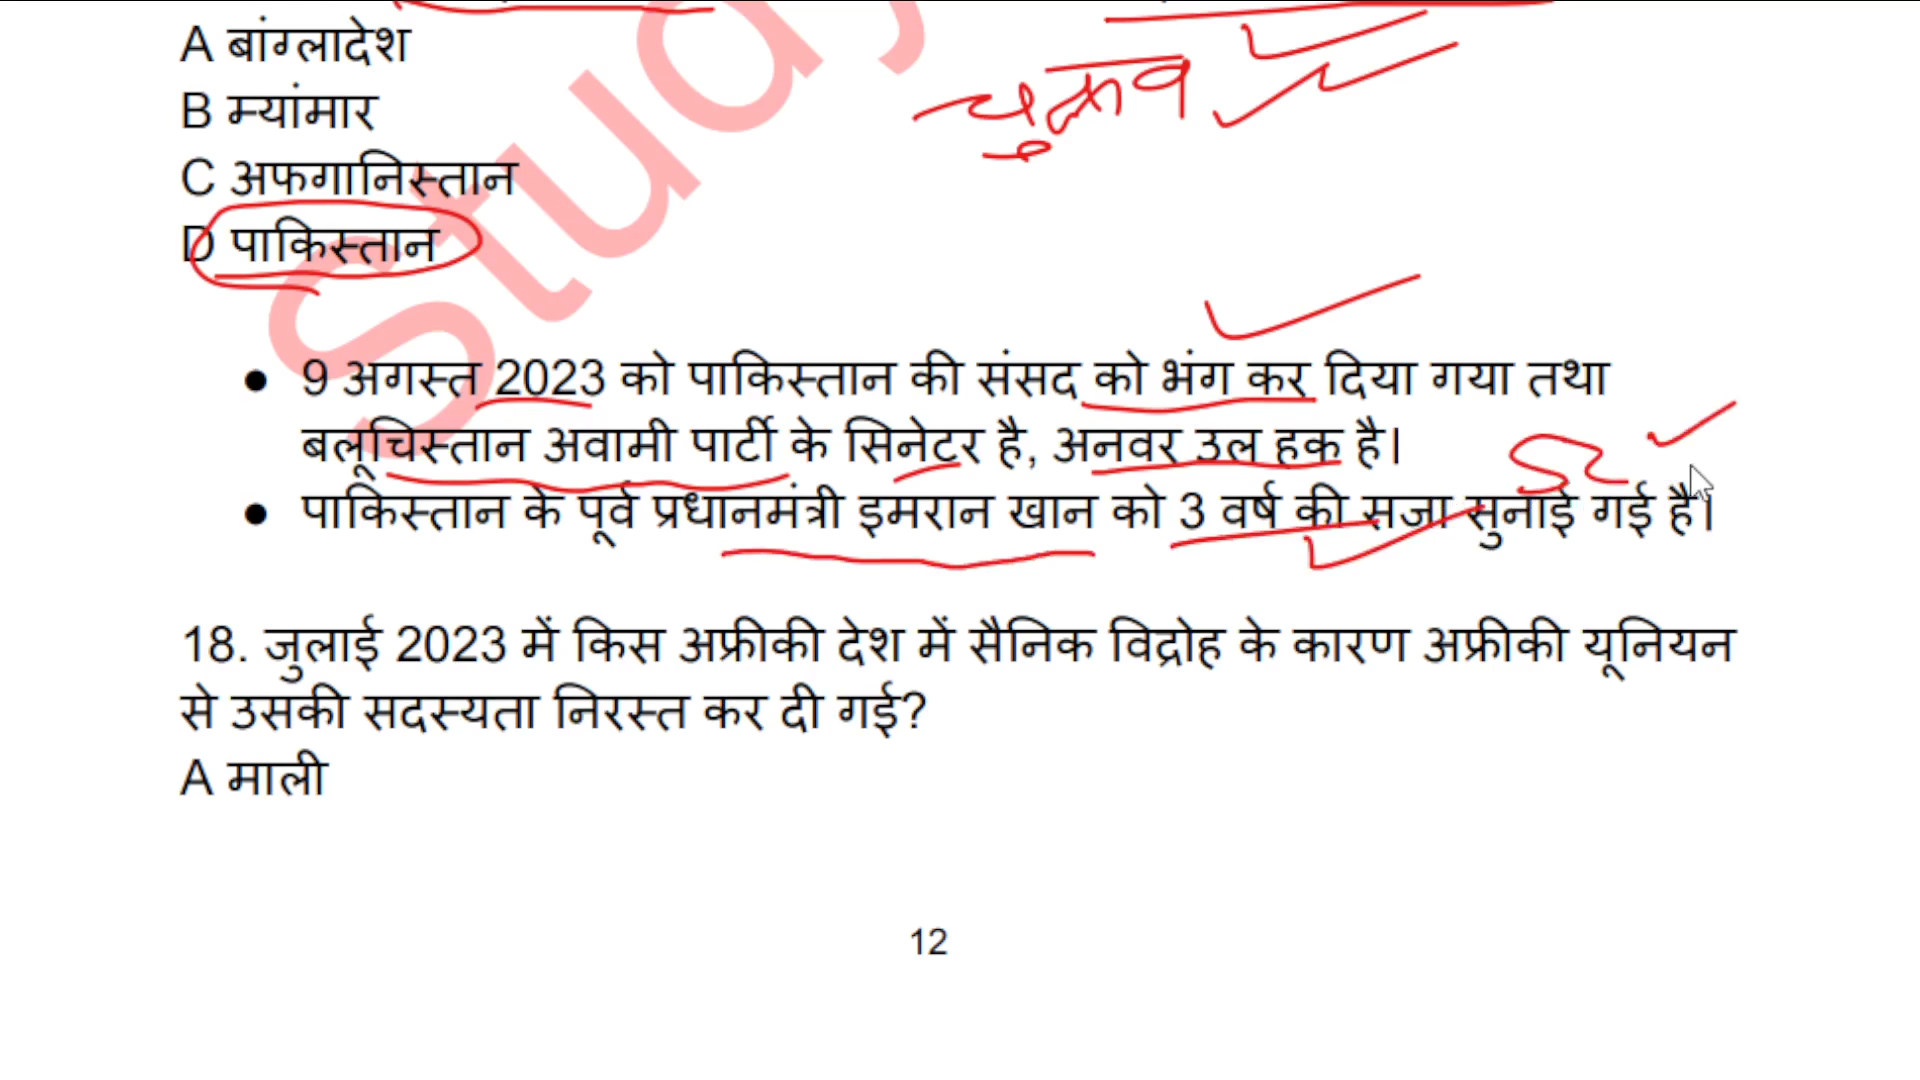 A बांग्लादेश
B म्यांमार
C अफगानिस्तान
D पाकिस्तान
● 9 अगस्त 2023 को पाकिस्तान की संसद को भंग कर दिया गया तथा
बलूचिस्तान अवामी पार्टी के सिनेटर है, अनवर उल हक है।
● पाकिस्तान के पूर्व प्रधानमंत्री इमरान खान को 3 वर्ष की सजा सुनाई गई है।
18. जुलाई 2023 में किस अफ्रीकी देश में सैनिक विद्रोह के कारण अफ्रीकी यूनियन
से उसकी सदस्यता निरस्त कर दी गई?
A माली
12